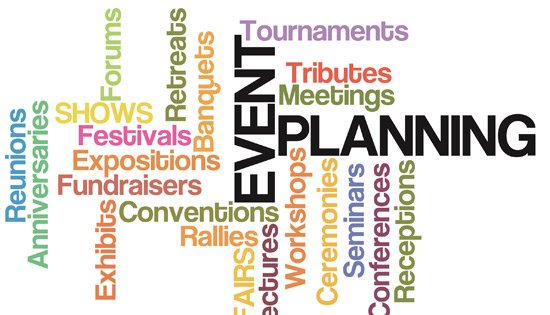 Tournaments
Forums
Retreats
Banquets
EVENT
Tributes
Meetings
SHOWS
PLANNING
Festivals
Reunions
Anniversaries
Expositions
Fundraisers
Conventions
Exhibits
Rallies
FAIRS
ectures
Workshops
Ceremonies
Seminars
Conferences
Receptions